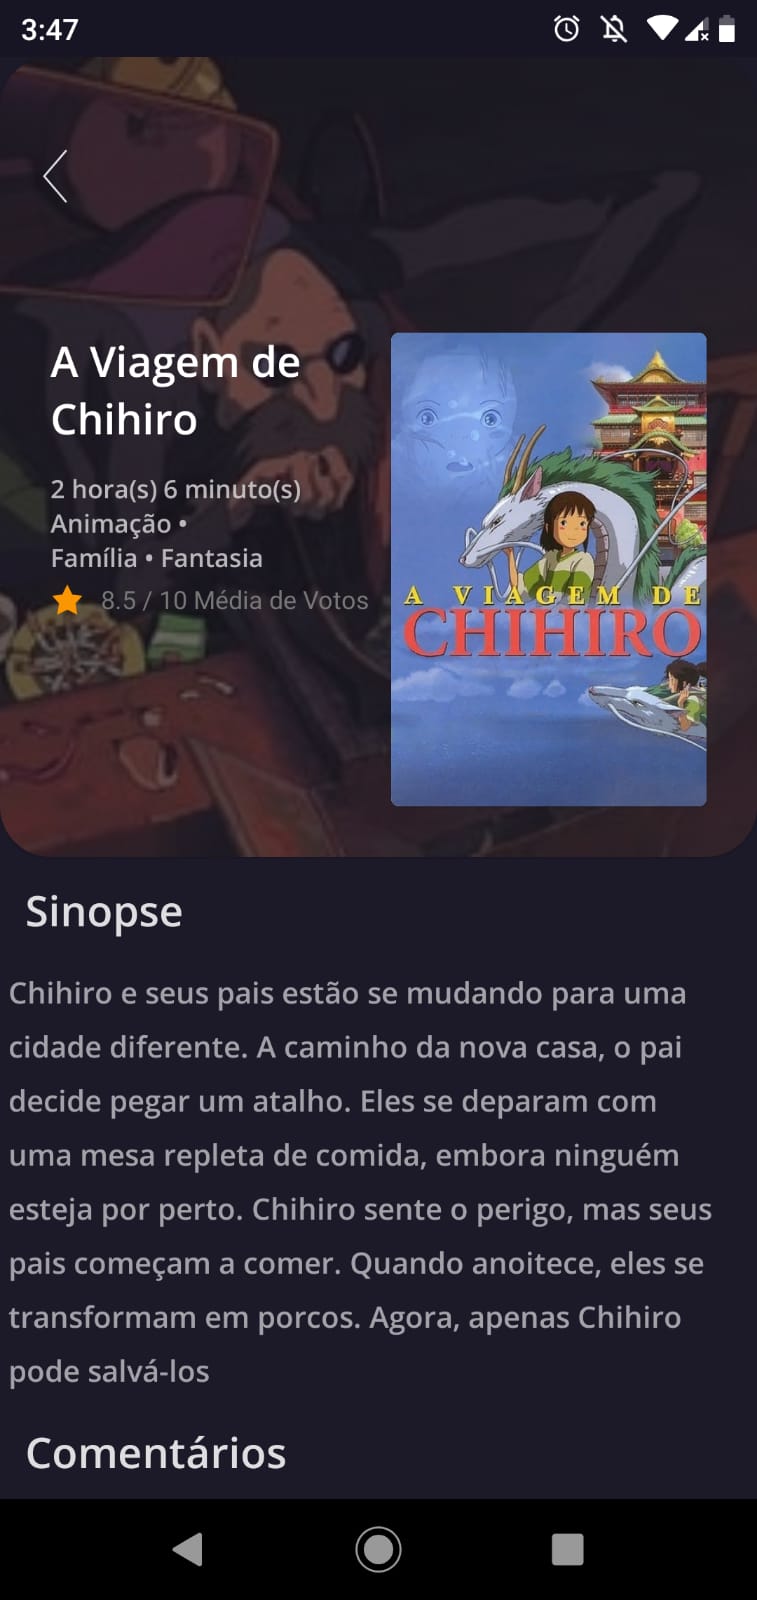 3:47
A Viagem de
Chihiro
2 hora(s) 6 minuto(s)
Animação •
Família • Fantasia
8.5 / 10 Média de Votos
A VIAGEM DE
CHIHIRO
Sinopse
Chihiro e seus pais estão se mudando para uma
cidade diferente. A caminho da nova casa, o pai
decide pegar um atalho. Eles se deparam com
uma mesa repleta de comida, embora ninguém
esteja por perto. Chihiro sente o perigo, mas seus
pais começam a comer. Quando anoitece, eles se
transformam em porcos. Agora, apenas Chihiro
pode salvá-los
Comentários